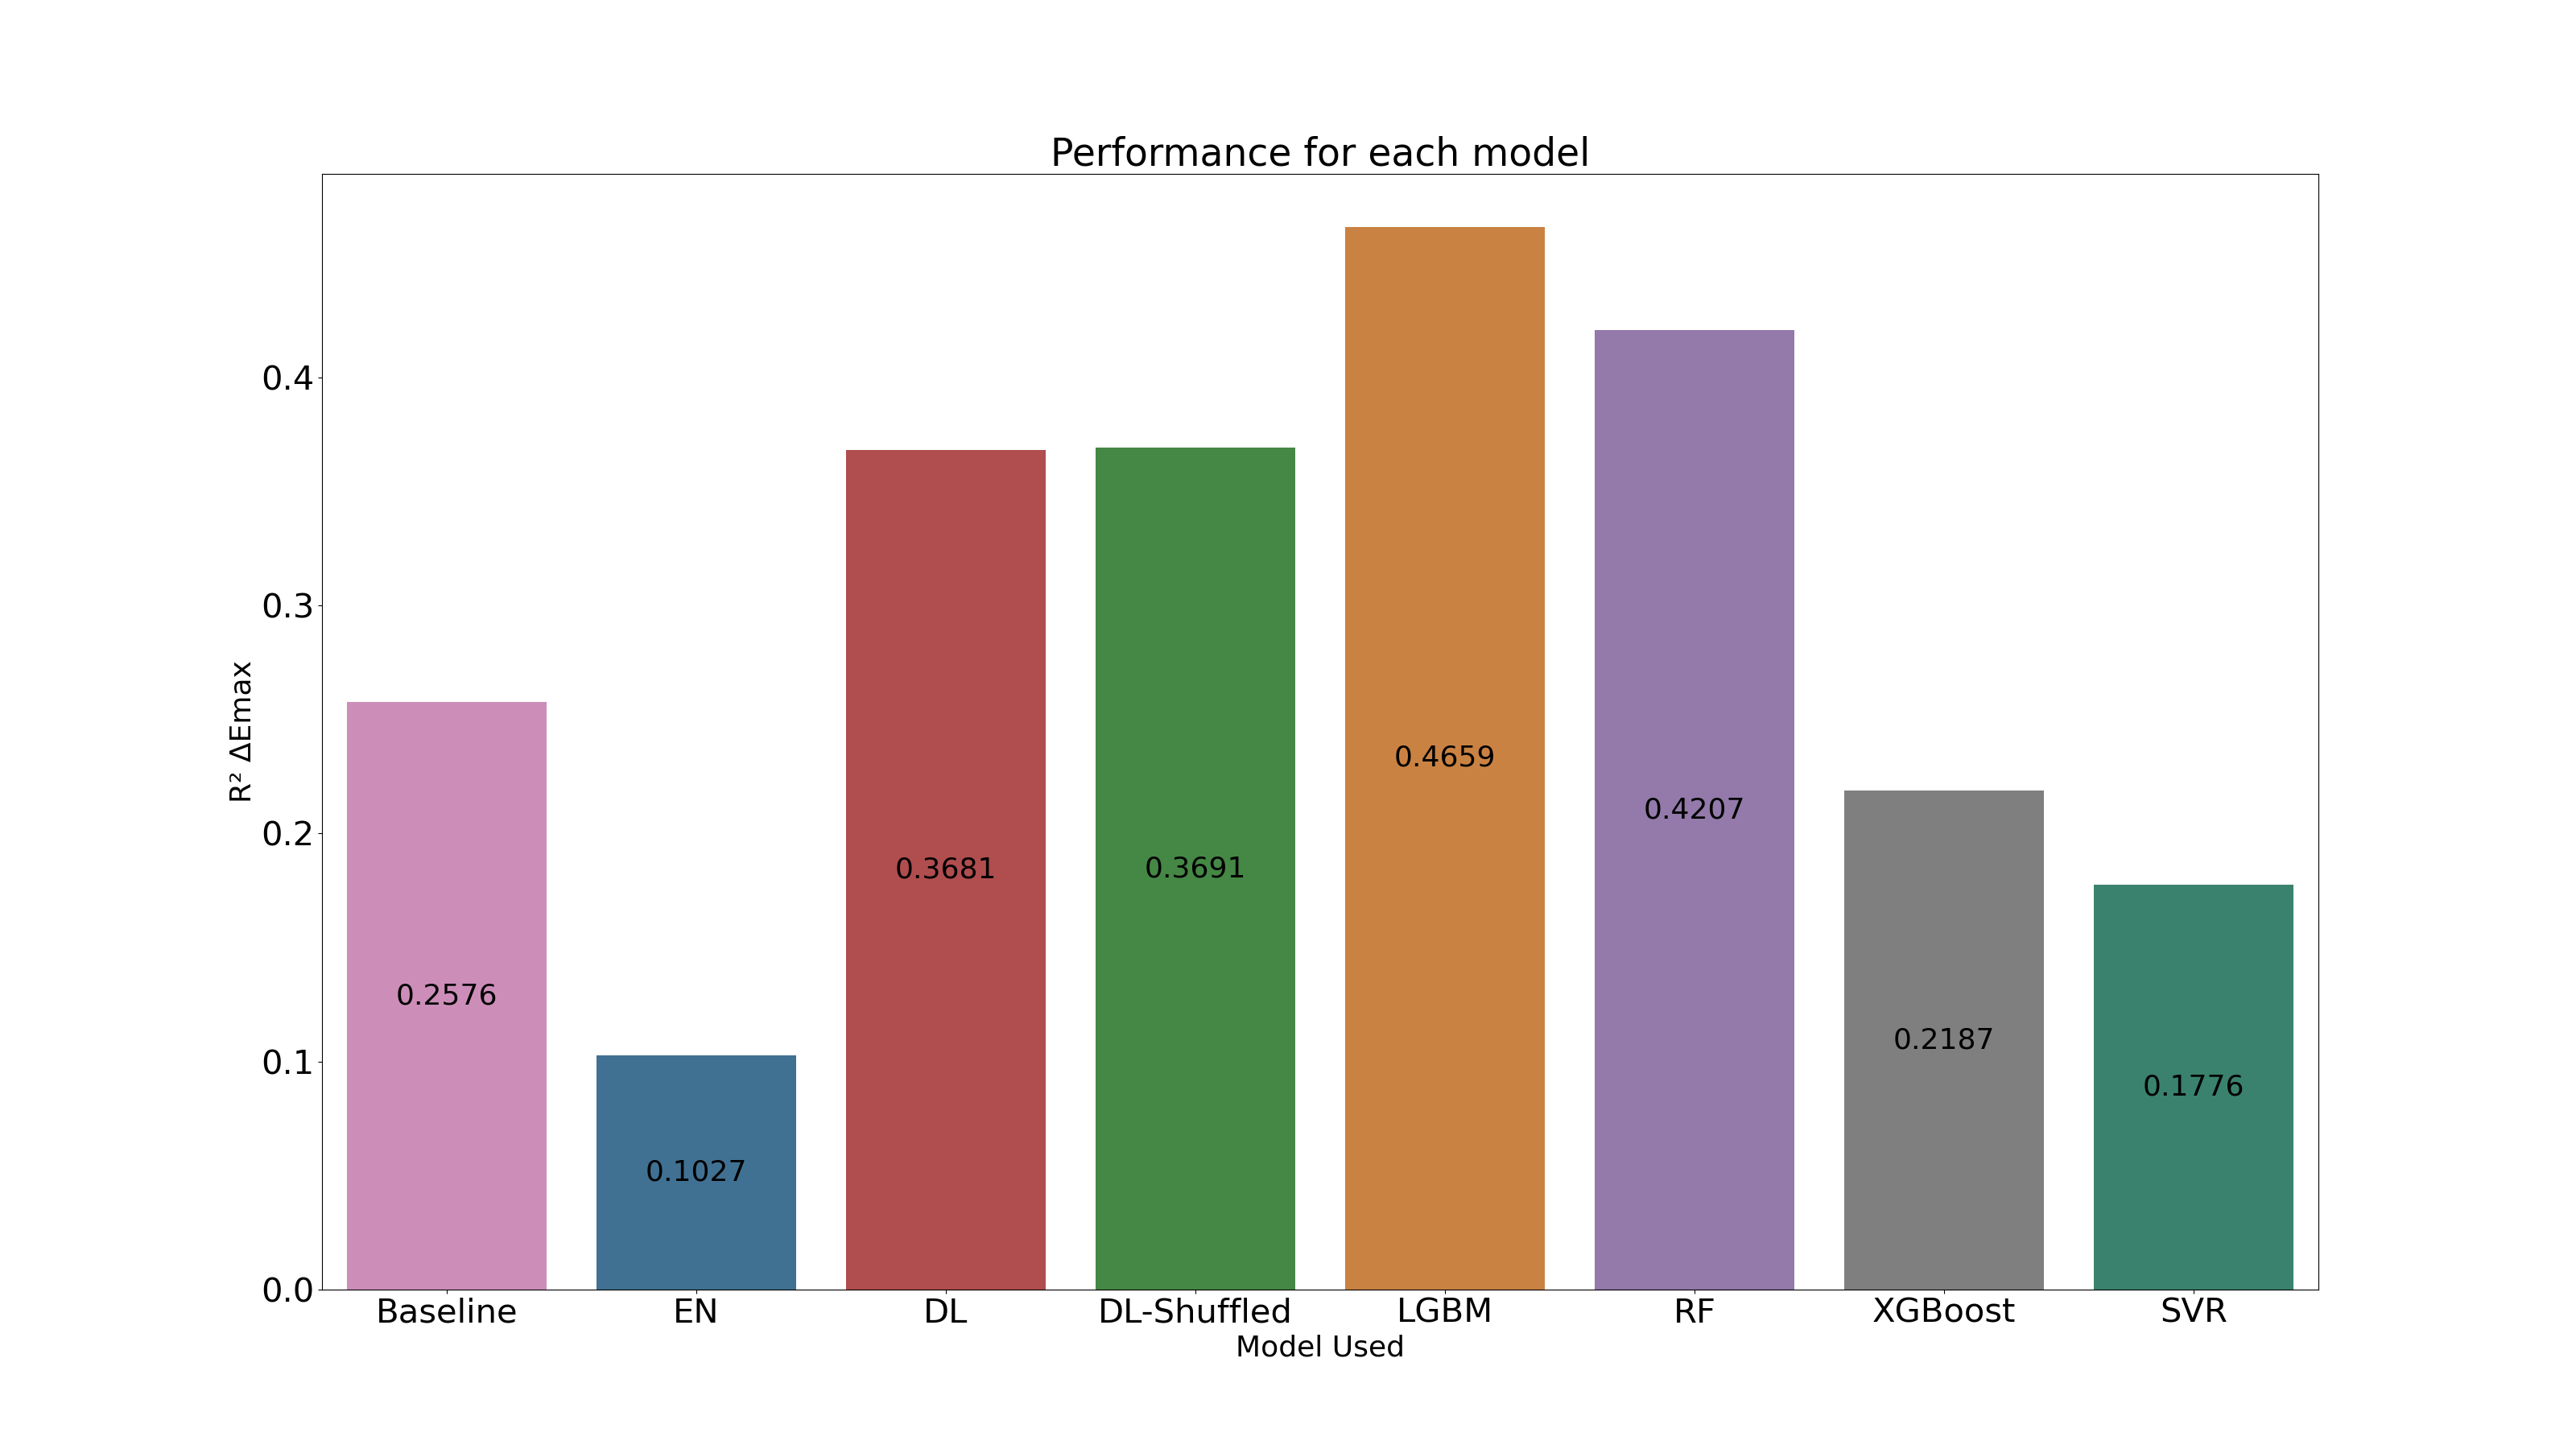 Performance for each model
R² ΔEmax
0.4
0.3
0.2
0.1
0.0
0.2576
0.1027
0.3681
0.3691
0.4659
0.4207
0.2187
0.1776
Baseline
EN
DL
DL-Shuffled
LGBM
RF
XGBoost
SVR
Model Used